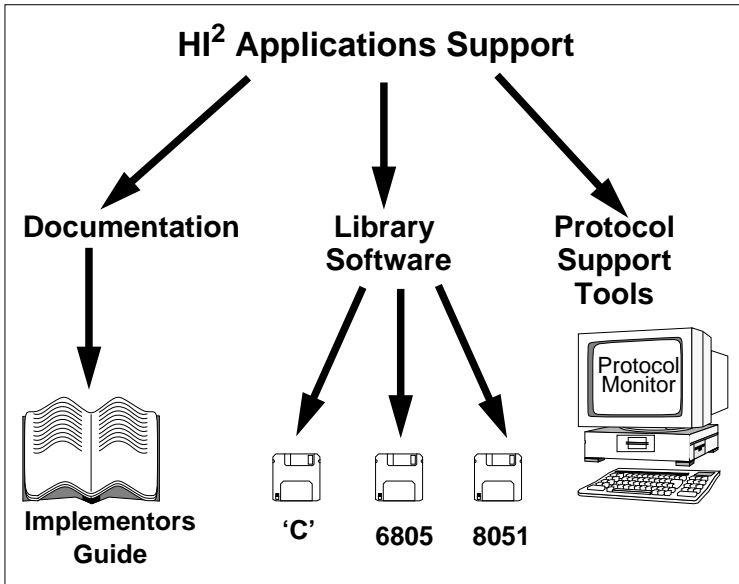 HI² Applications Support
Documentation
Library
Software
Protocol
Support
Tools
Protocol
Monitor
Implementors
Guide
‘C’
6805
8051